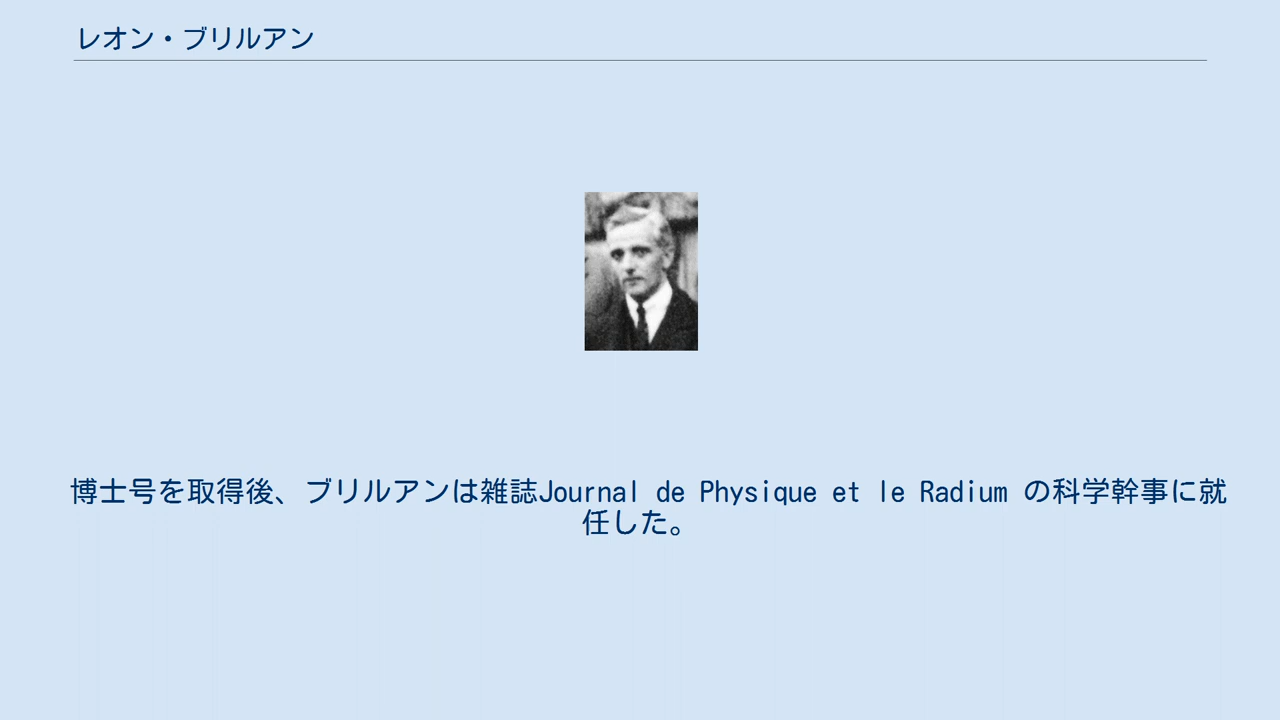 レオン・ブリルアン
博士号を取得後、ブリルアンは雑誌Journal de Physique et le Radium の科学幹事に就
任した。